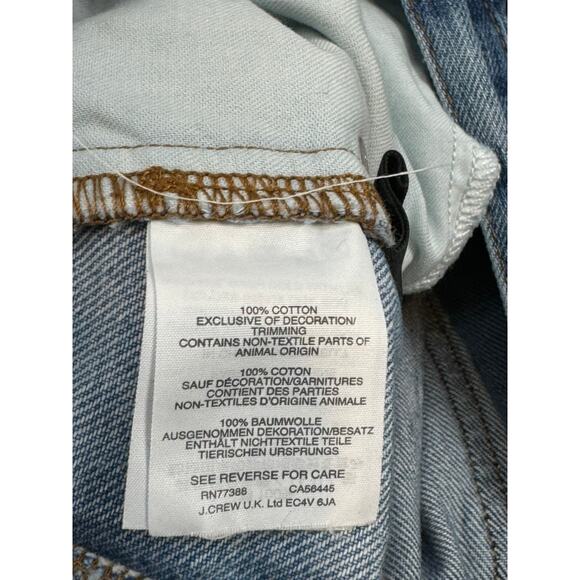 100% COTTON
EXCLUSIVE OF DECORATION/
TRIMMING
CONTAINS NON-TEXTILE PARTS OF
ANIMAL ORIGIN
100% COTON
SAUF DÉCORATION/GARNITURES
CONTIENT DES PARTIES
NON-TEXTILES D'ORIGINE ANIMALE
100% BAUMWOLLE
AUSGENOMMEN DEKORATION/BESATZ
ENTHÄLT NICHTTEXTILE TEILE
TIERISCHEN URSPRUNGS
SEE REVERSE FOR CARE
RN77388 CA56445
J.CREW U.K. Ltd EC4V 6JA